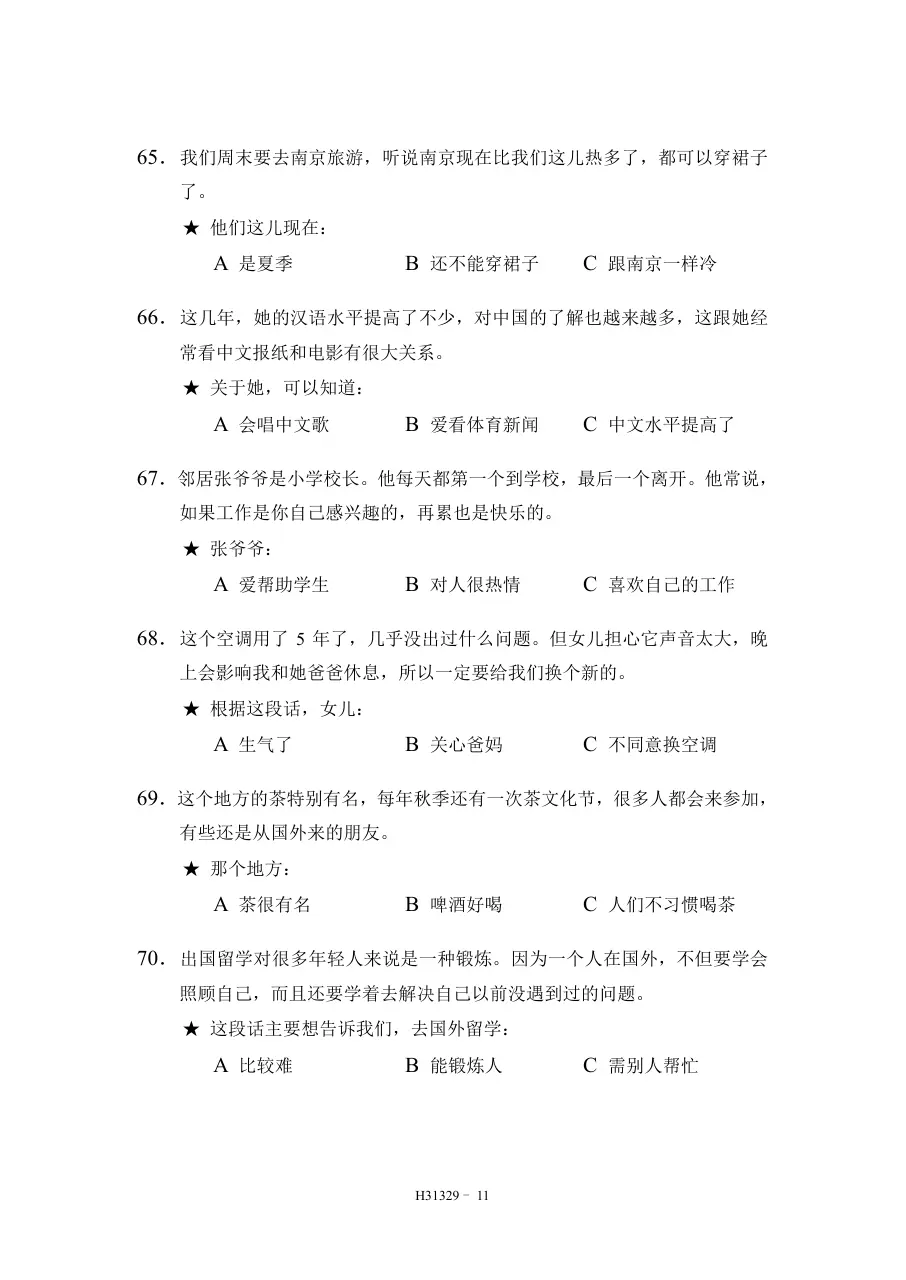 65．我们周末要去南京旅游，听说南京现在比我们这儿热多了，都可以穿裙子
了。
★ 他们这儿现在：
A 是夏季 B 还不能穿裙子 C 跟南京一样冷
66．这几年，她的汉语水平提高了不少，对中国的了解也越来越多，这跟她经
常看中文报纸和电影有很大关系。
★ 关于她，可以知道：
A 会唱中文歌 B 爱看体育新闻 C 中文水平提高了
67．邻居张爷爷是小学校长。他每天都第一个到学校，最后一个离开。他常说，
如果工作是你自己感兴趣的，再累也是快乐的。
★ 张爷爷：
A 爱帮助学生 B 对人很热情 C 喜欢自己的工作
68．这个空调用了 5 年了，几乎没出过什么问题。但女儿担心它声音太大，晚
上会影响我和她爸爸休息，所以一定要给我们换个新的。
★ 根据这段话，女儿：
A 生气了 B 关心爸妈 C 不同意换空调
69．这个地方的茶特别有名，每年秋季还有一次茶文化节，很多人都会来参加，
有些还是从国外来的朋友。
★ 那个地方：
A 茶很有名 B 啤酒好喝 C 人们不习惯喝茶
70．出国留学对很多年轻人来说是一种锻炼。因为一个人在国外，不但要学会
照顾自己，而且还要学着去解决自己以前没遇到过的问题。
★ 这段话主要想告诉我们，去国外留学：
A 比较难 B 能锻炼人 C 需别人帮忙
H31329－ 11